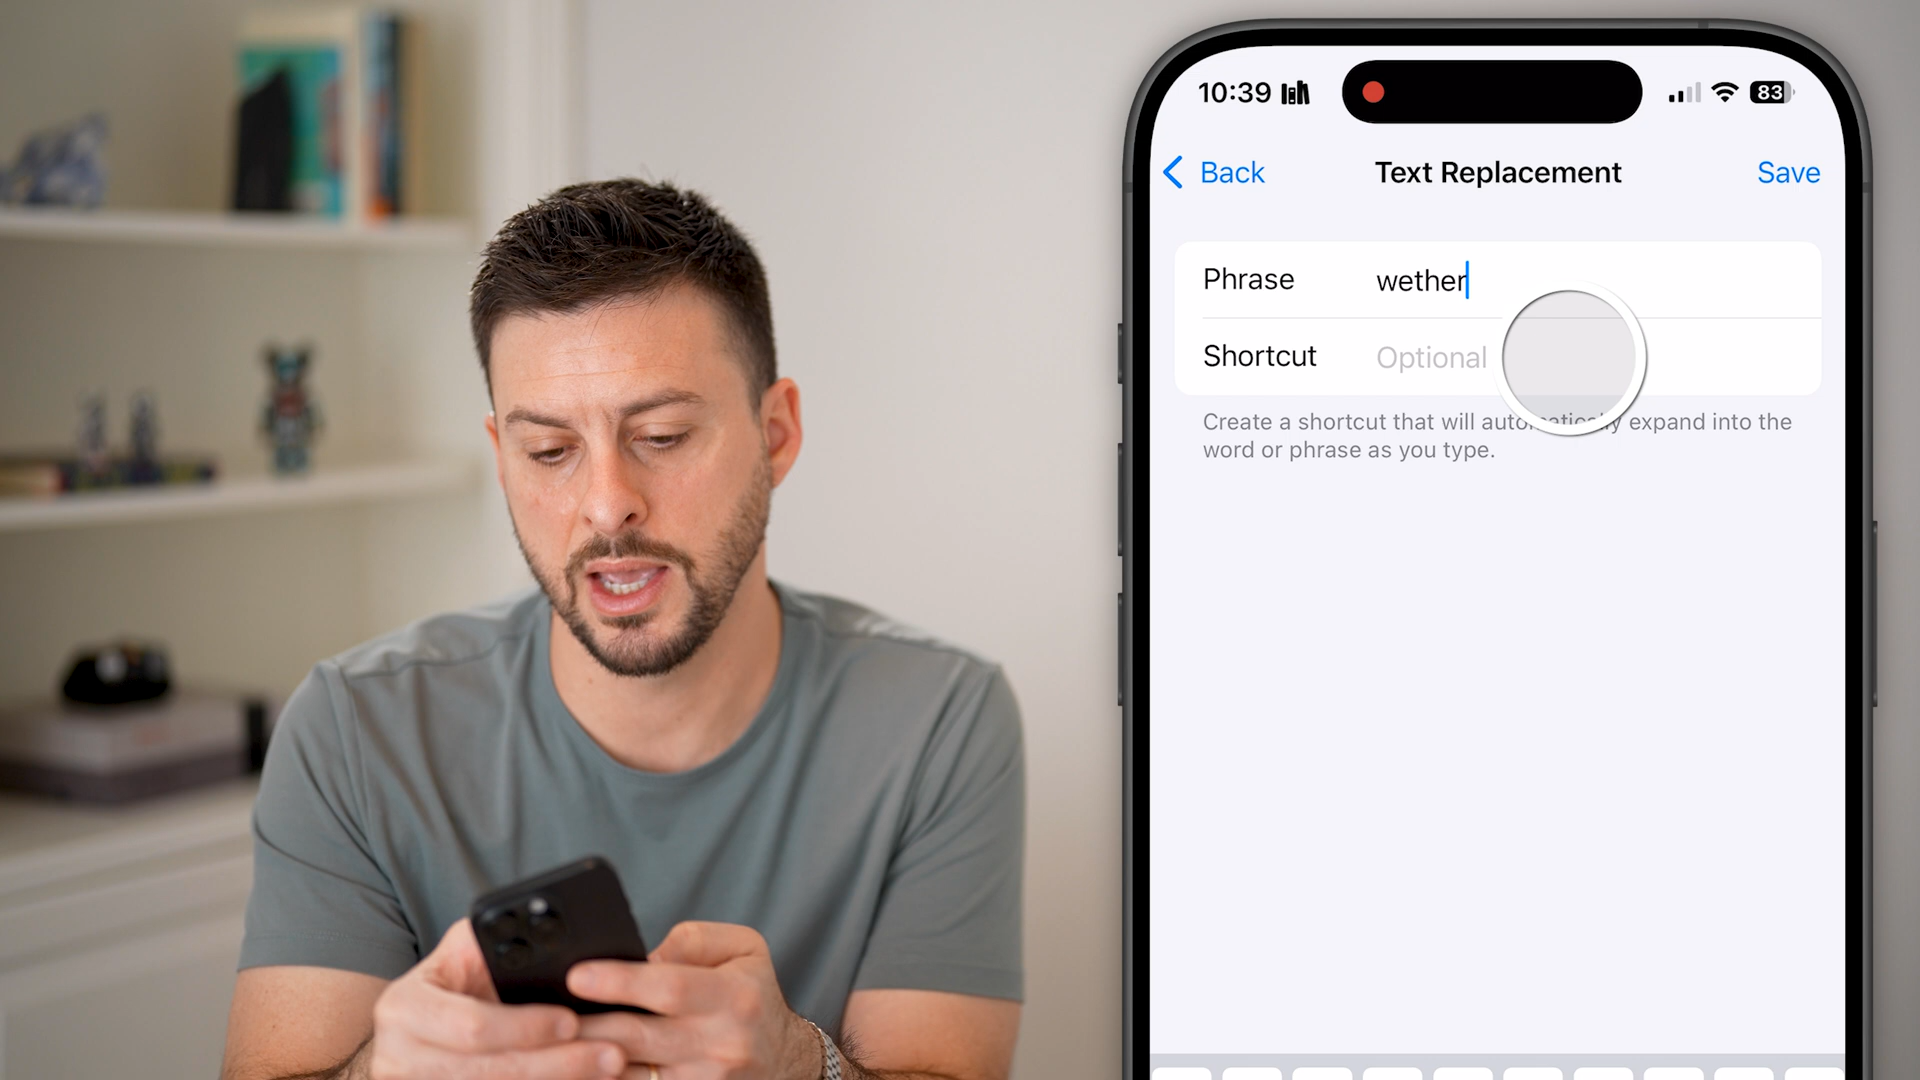 10:39
83
Back
Text Replacement
Save
Phrase
wether
Shortcut
Optional
Create a shortcut that will automatically expand into the
word or phrase as you type.